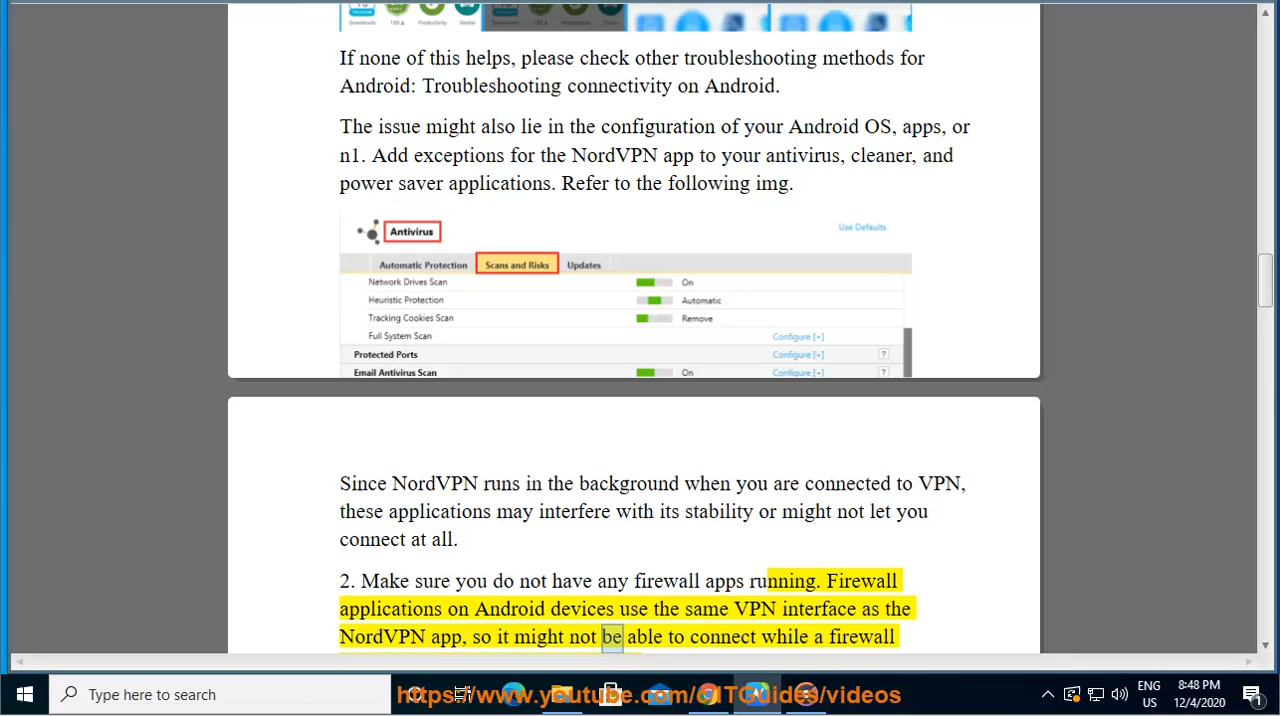 Downloads 100 Productivity Similar
If none of this helps, please check other troubleshooting methods for
Android: Troubleshooting connectivity on Android.
The issue might also lie in the configuration of your Android OS, apps, or
n1. Add exceptions for the NordVPN app to your antivirus, cleaner, and
power saver applications. Refer to the following img.
Antivirus
Use Defaults
Automatic Protection Scans and Risks Updates
Network Drives Scan On
Heuristic Protection Automatic
Tracking Cookies Scan Remove
Full System Scan Configure [+]
Protected Ports Configure [+] ?
Email Antivirus Scan On Configure [+] ?
Since NordVPN runs in the background when you are connected to VPN,
these applications may interfere with its stability or might not let you
connect at all.
2. Make sure you do not have any firewall apps running. Firewall
applications on Android devices use the same VPN interface as the
NordVPN app, so it might not be able to connect while a firewall
Type here to search
https://www.youtube.com/c/ITGuides/videos
ENG
US
8:48 PM
12/4/2020
1